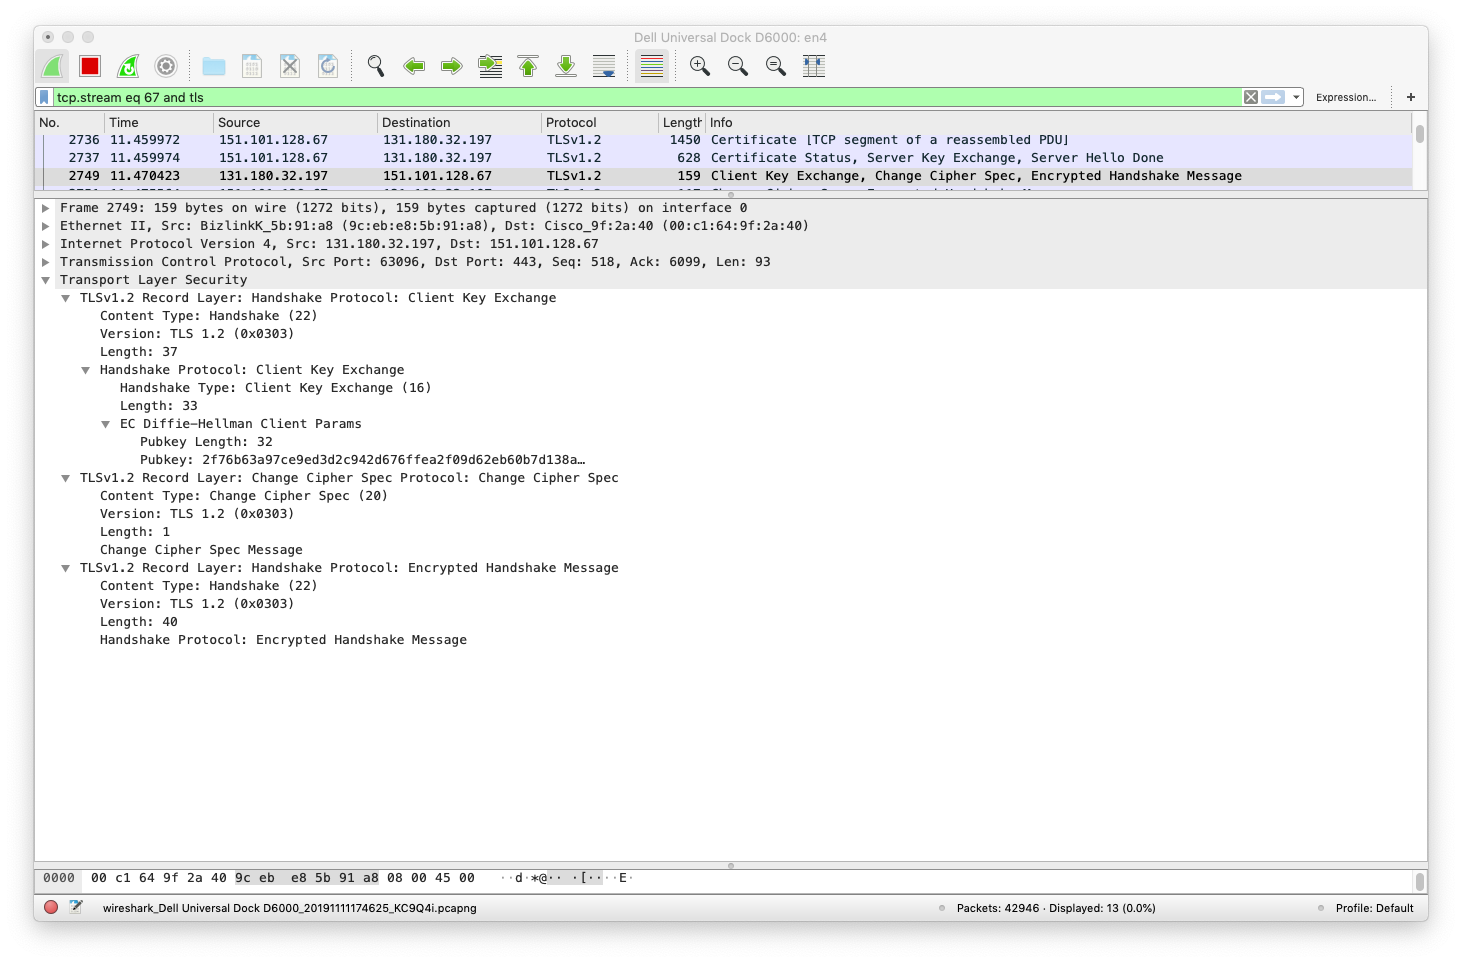 Dell Universal Dock D6000: en4
tcp.stream eq 67 and tls
Expression…
+
No. Time Source Destination Protocol Length Info
2736 11.459972 151.101.128.67 131.180.32.197 TLSv1.2 1450 Certificate [TCP segment of a reassembled PDU]
2737 11.459974 151.101.128.67 131.180.32.197 TLSv1.2 628 Certificate Status, Server Key Exchange, Server Hello Done
2749 11.470423 131.180.32.197 151.101.128.67 TLSv1.2 159 Client Key Exchange, Change Cipher Spec, Encrypted Handshake Message
Frame 2749: 159 bytes on wire (1272 bits), 159 bytes captured (1272 bits) on interface 0
Ethernet II, Src: BizlinkK_5b:91:a8 (9c:eb:e8:5b:91:a8), Dst: Cisco_9f:2a:40 (00:c1:64:9f:2a:40)
Internet Protocol Version 4, Src: 131.180.32.197, Dst: 151.101.128.67
Transmission Control Protocol, Src Port: 63096, Dst Port: 443, Seq: 518, Ack: 6099, Len: 93
Transport Layer Security
TLSv1.2 Record Layer: Handshake Protocol: Client Key Exchange
Content Type: Handshake (22)
Version: TLS 1.2 (0x0303)
Length: 37
Handshake Protocol: Client Key Exchange
Handshake Type: Client Key Exchange (16)
Length: 33
EC Diffie-Hellman Client Params
Pubkey Length: 32
Pubkey: 2f76b63a97ce9ed3d2c942d676ffea2f09d62eb60b7d138a…
TLSv1.2 Record Layer: Change Cipher Spec Protocol: Change Cipher Spec
Content Type: Change Cipher Spec (20)
Version: TLS 1.2 (0x0303)
Length: 1
Change Cipher Spec Message
TLSv1.2 Record Layer: Handshake Protocol: Encrypted Handshake Message
Content Type: Handshake (22)
Version: TLS 1.2 (0x0303)
Length: 40
Handshake Protocol: Encrypted Handshake Message
0000 00 c1 64 9f 2a 40 9c eb e8 5b 91 a8 08 00 45 00 ··d·*@·· ·[····E·
wireshark_Dell Universal Dock D6000_20191111174625_KC9Q4i.pcapng
Packets: 42946 · Displayed: 13 (0.0%)
Profile: Default